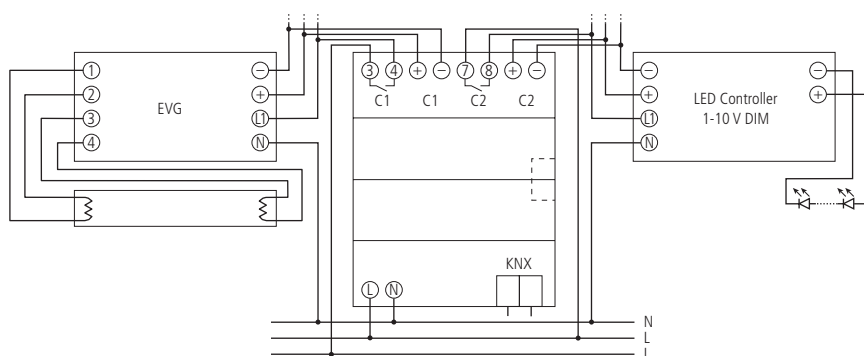 1
2
3
4
EVG
−
+
L1
N
3 4 + − 7 8 + −
C1 C1 C2 C2
KNX
L N
−
+
L1
N
LED Controller
1-10 V DIM
−
+
N
L
L